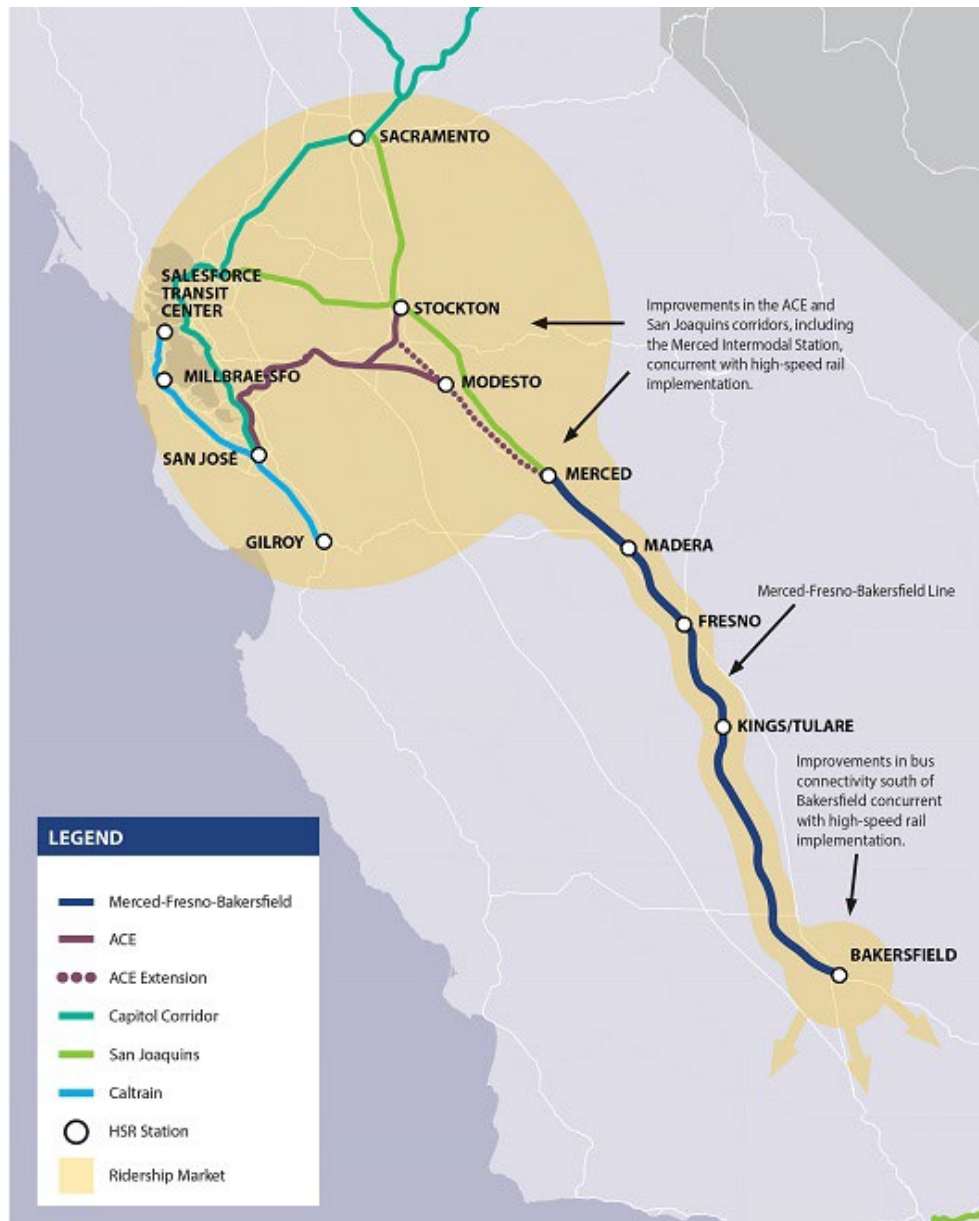 SACRAMENTO
SALESFORCE
TRANSIT
CENTER
STOCKTON
Improvements in the ACE and
San Joaquins corridors, including
the Merced Intermodal Station,
concurrent with high-speed rail
implementation.
MILLBRAE-SFO
MODESTO
SAN JOSÉ
MERCED
GILROY
MADERA
Merced-Fresno-Bakersfield Line
FRESNO
KINGS/TULARE
Improvements in bus
connectivity south of
Bakersfield concurrent
with high-speed rail
implementation.
BAKERSFIELD
LEGEND
Merced-Fresno-Bakersfield
ACE
ACE Extension
Capitol Corridor
San Joaquins
Caltrain
HSR Station
Ridership Market